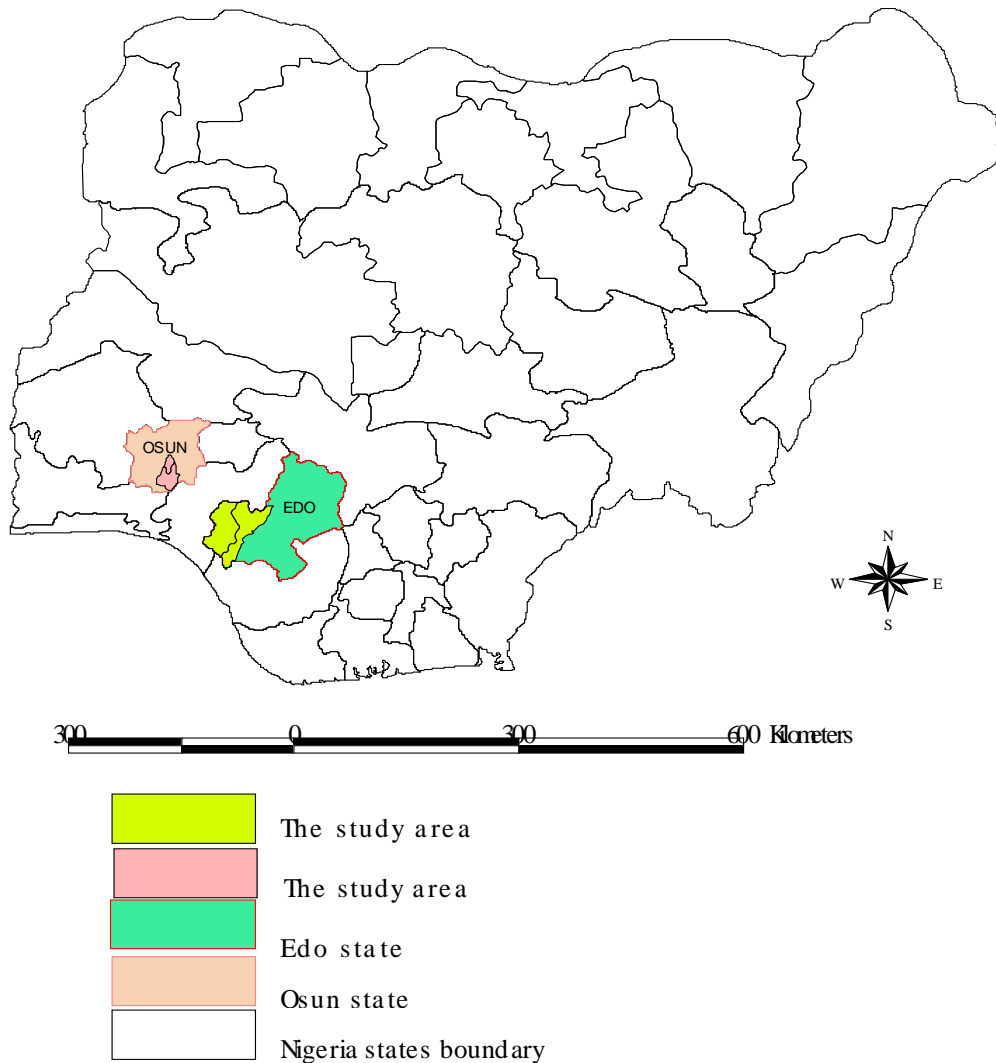 OSUN
EDO
N
W E
S
300 0 300 600 Kilometers
The study area
The study area
Edo state
Osun state
Nigeria states boundary